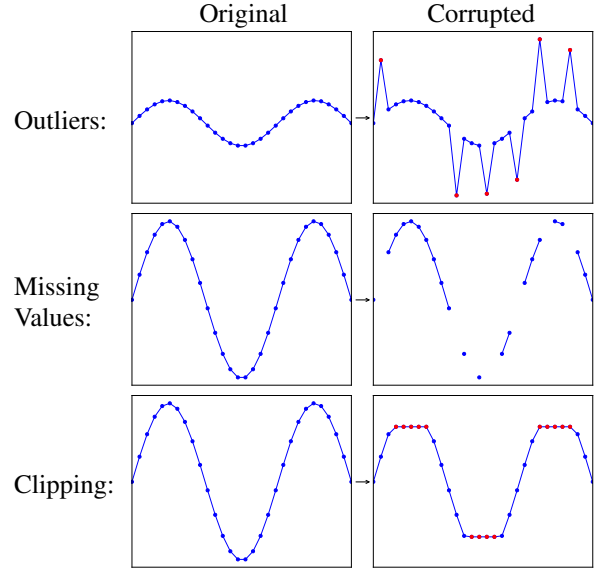 Original Corrupted
Outliers:
Missing
Values:
Clipping: